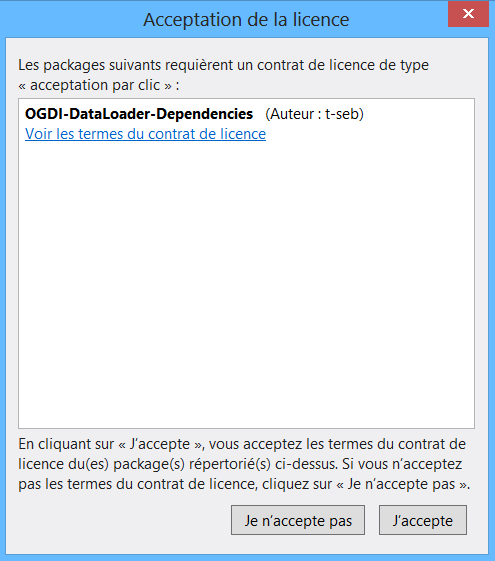 Acceptation de la licence
Les packages suivants requièrent un contrat de licence de type
« acceptation par clic » :
OGDI-DataLoader-Dependencies (Auteur : t-seb)
Voir les termes du contrat de licence
En cliquant sur « J’accepte », vous acceptez les termes du contrat de
licence du(es) package(s) répertorié(s) ci-dessus. Si vous n’acceptez
pas les termes du contrat de licence, cliquez sur « Je n’accepte pas ».
Je n’accepte pas
J’accepte